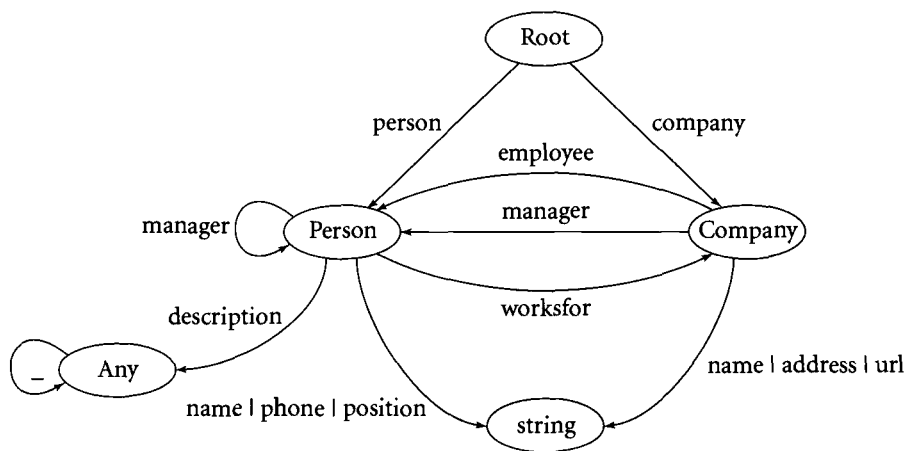 Root
person
company
employee
manager
manager
Person
Company
worksfor
description
_
Any
name | address | url
name | phone | position
string